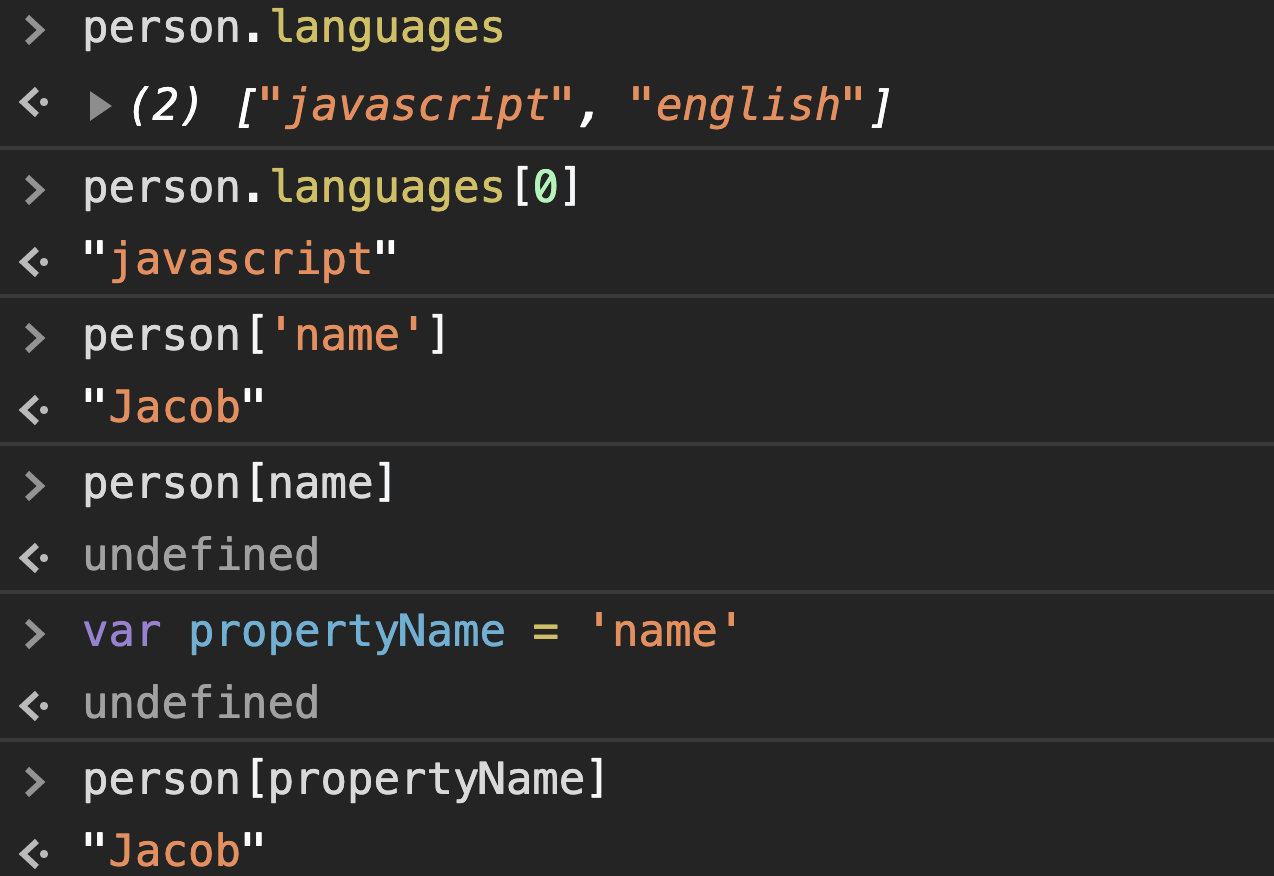 > person.languages
<· ▶ (2) ["javascript", "english"]
> person.languages[0]
<· "javascript"
> person['name']
<· "Jacob"
> person[name]
<· undefined
> var propertyName = 'name'
<· undefined
> person[propertyName]
<· "Jacob"